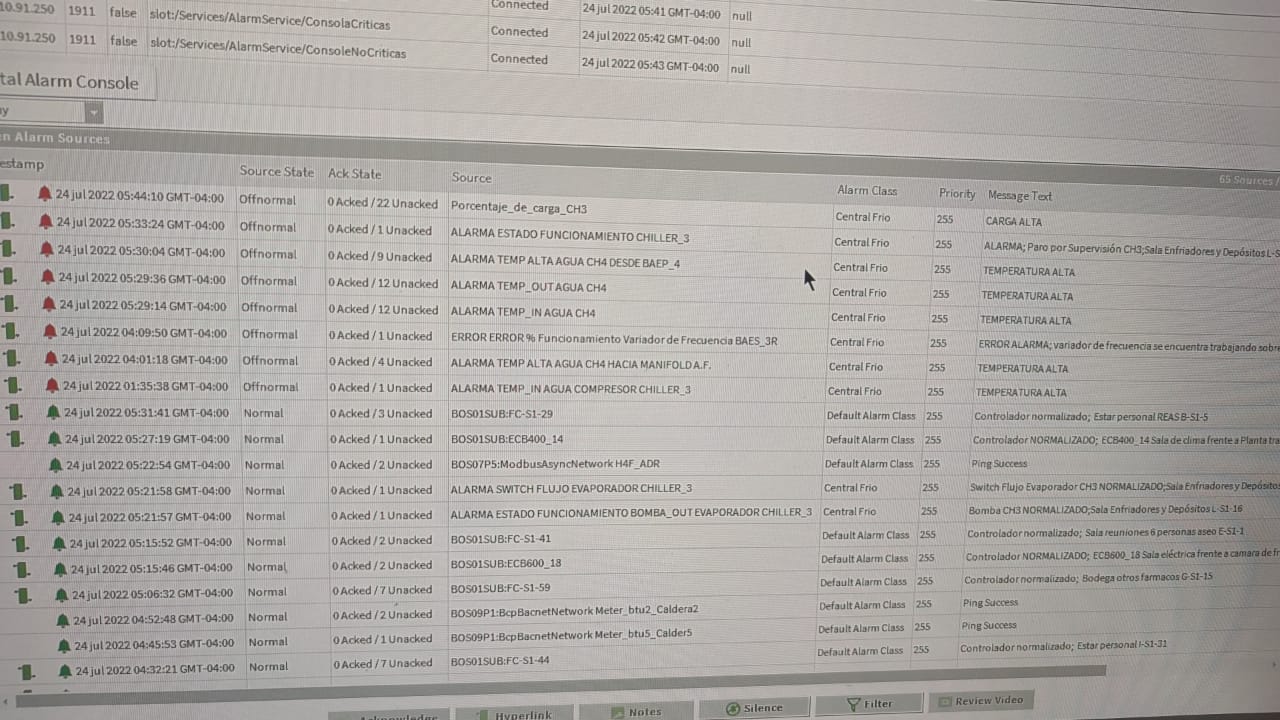 10.91.250 1911 false slot:/Services/AlarmService/ConsolaCriticas Connected 24 jul 2022 05:41 GMT-04:00 null
10.91.250 1911 false slot:/Services/AlarmService/ConsoleNoCriticas Connected 24 jul 2022 05:42 GMT-04:00 null
Connected 24 jul 2022 05:43 GMT-04:00 null
tal Alarm Console
y
n Alarm Sources
65 Sources /
estamp Source State Ack State Source Alarm Class Priority Message Text
24 jul 2022 05:44:10 GMT-04:00 Offnormal 0 Acked / 22 Unacked Porcentaje_de_carga_CH3 Central Frio 255 CARGA ALTA
24 jul 2022 05:33:24 GMT-04:00 Offnormal 0 Acked / 1 Unacked ALARMA ESTADO FUNCIONAMIENTO CHILLER_3 Central Frio 255 ALARMA; Paro por Supervisión CH3;Sala Enfriadores y Depósitos L-S
24 jul 2022 05:30:04 GMT-04:00 Offnormal 0 Acked / 9 Unacked ALARMA TEMP ALTA AGUA CH4 DESDE BAEP_4 Central Frio 255 TEMPERATURA ALTA
24 jul 2022 05:29:36 GMT-04:00 Offnormal 0 Acked / 12 Unacked ALARMA TEMP_OUT AGUA CH4 Central Frio 255 TEMPERATURA ALTA
24 jul 2022 05:29:14 GMT-04:00 Offnormal 0 Acked / 12 Unacked ALARMA TEMP_IN AGUA CH4 Central Frio 255 TEMPERATURA ALTA
24 jul 2022 04:09:50 GMT-04:00 Offnormal 0 Acked / 1 Unacked ERROR ERROR % Funcionamiento Variador de Frecuencia BAES_3R Central Frio 255 ERROR ALARMA; variador de frecuencia se encuentra trabajando sobre
24 jul 2022 04:01:18 GMT-04:00 Offnormal 0 Acked / 4 Unacked ALARMA TEMP ALTA AGUA CH4 HACIA MANIFOLD A.F. Central Frio 255 TEMPERATURA ALTA
24 jul 2022 01:35:38 GMT-04:00 Offnormal 0 Acked / 1 Unacked ALARMA TEMP_IN AGUA COMPRESOR CHILLER_3 Central Frio 255 TEMPERATURA ALTA
24 jul 2022 05:31:41 GMT-04:00 Normal 0 Acked / 3 Unacked BOS01SUB:FC-S1-29 Default Alarm Class 255 Controlador normalizado; Estar personal REAS B-S1-5
24 jul 2022 05:27:19 GMT-04:00 Normal 0 Acked / 1 Unacked BOS01SUB:ECB400_14 Default Alarm Class 255 Controlador NORMALIZADO; ECB400_14 Sala de clima frente a Planta tra
24 jul 2022 05:22:54 GMT-04:00 Normal 0 Acked / 2 Unacked BOS07P5:ModbusAsyncNetwork H4F_ADR Default Alarm Class 255 Ping Success
24 jul 2022 05:21:58 GMT-04:00 Normal 0 Acked / 1 Unacked ALARMA SWITCH FLUJO EVAPORADOR CHILLER_3 Central Frio 255 Switch Flujo Evaporador CH3 NORMALIZADO;Sala Enfriadores y Depósitos
24 jul 2022 05:21:57 GMT-04:00 Normal 0 Acked / 1 Unacked ALARMA ESTADO FUNCIONAMIENTO BOMBA_OUT EVAPORADOR CHILLER_3 Central Frio 255 Bomba CH3 NORMALIZADO;Sala Enfriadores y Depósitos L-S1-16
24 jul 2022 05:15:52 GMT-04:00 Normal 0 Acked / 2 Unacked BOS01SUB:FC-S1-41 Default Alarm Class 255 Controlador normalizado; Sala reuniones 6 personas aseo E-S1-1
24 jul 2022 05:15:46 GMT-04:00 Normal 0 Acked / 2 Unacked BOS01SUB:ECB600_18 Default Alarm Class 255 Controlador NORMALIZADO; ECB600_18 Sala eléctrica frente a camara de fr
24 jul 2022 05:06:32 GMT-04:00 Normal 0 Acked / 7 Unacked BOS01SUB:FC-S1-59 Default Alarm Class 255 Controlador normalizado; Bodega otros farmacos G-S1-15
24 jul 2022 04:52:48 GMT-04:00 Normal 0 Acked / 2 Unacked BOS09P1:BcpBacnetNetwork Meter_btu2_Caldera2 Default Alarm Class 255 Ping Success
24 jul 2022 04:45:53 GMT-04:00 Normal 0 Acked / 1 Unacked BOS09P1:BcpBacnetNetwork Meter_btu5_Calder5 Default Alarm Class 255 Ping Success
24 jul 2022 04:32:21 GMT-04:00 Normal 0 Acked / 7 Unacked BOS01SUB:FC-S1-44 Default Alarm Class 255 Controlador normalizado; Estar personal I-S1-31
Acknowledge Hyperlink Notes Silence Filter Review Video